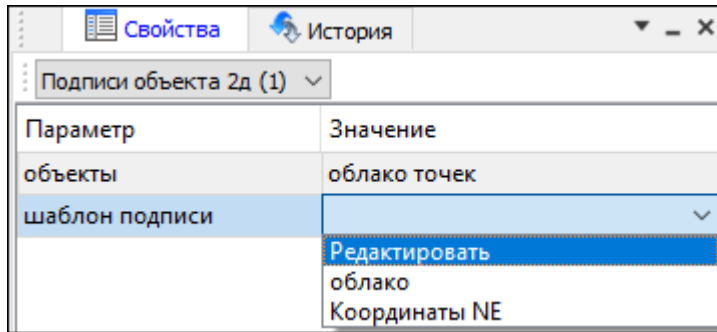 Свойства История
Подписи объекта 2д (1)
Параметр Значение
объекты облако точек
шаблон подписи
Редактировать
облако
Координаты NE